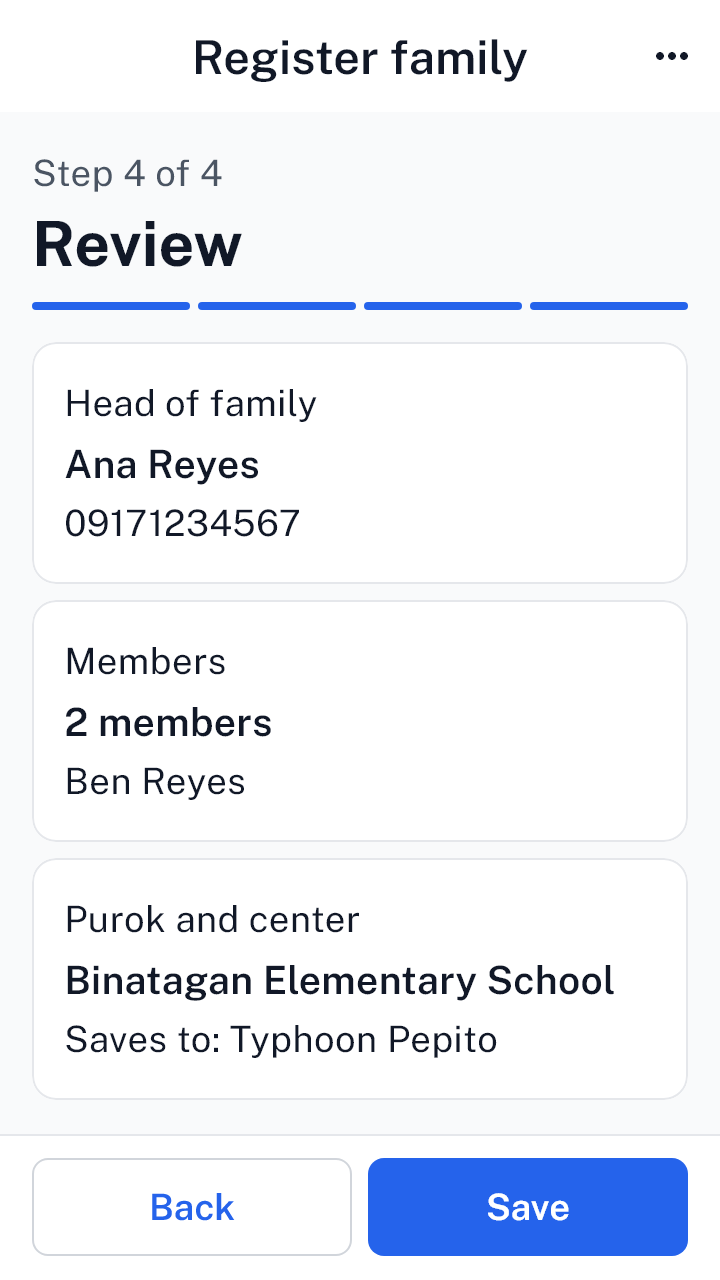 Register family
Step 4 of 4
Review
Head of family
Ana Reyes
09171234567
Members
2 members
Ben Reyes
Purok and center
Binatagan Elementary School
Saves to: Typhoon Pepito
Back
Save